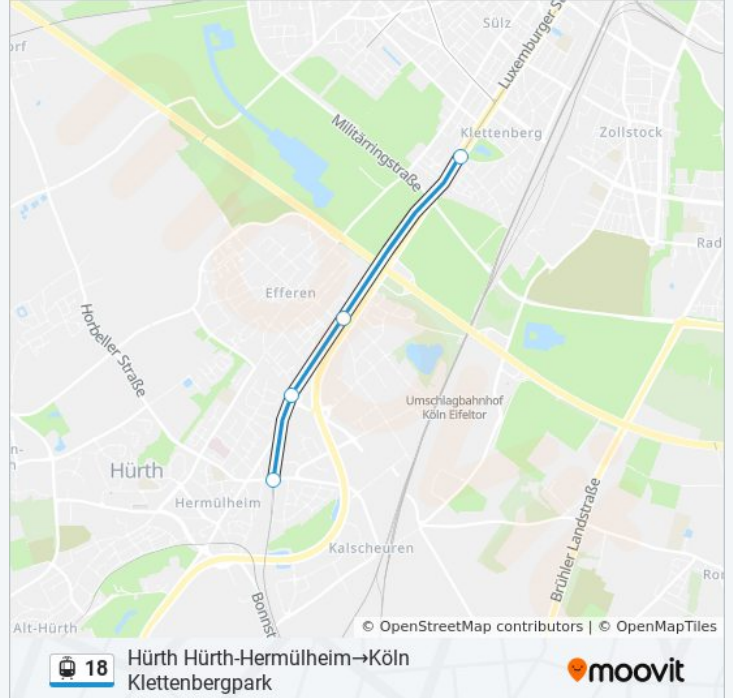 orf
Sülz
Luxemburger S
Militärringstraße
Klettenberg
Zollstock
Rad
Efferen
Horbeller Straße
Umschlagbahnhof
Köln Eifeltor
n-
h
Hürth
Hermülheim
Brühler Landstraße
Kalscheuren
Ro
Bonnst
Alt-Hürth
© OpenStreetMap contributors | © OpenMapTiles
18
Hürth Hürth-Hermülheim→Köln
Klettenbergpark
moovit